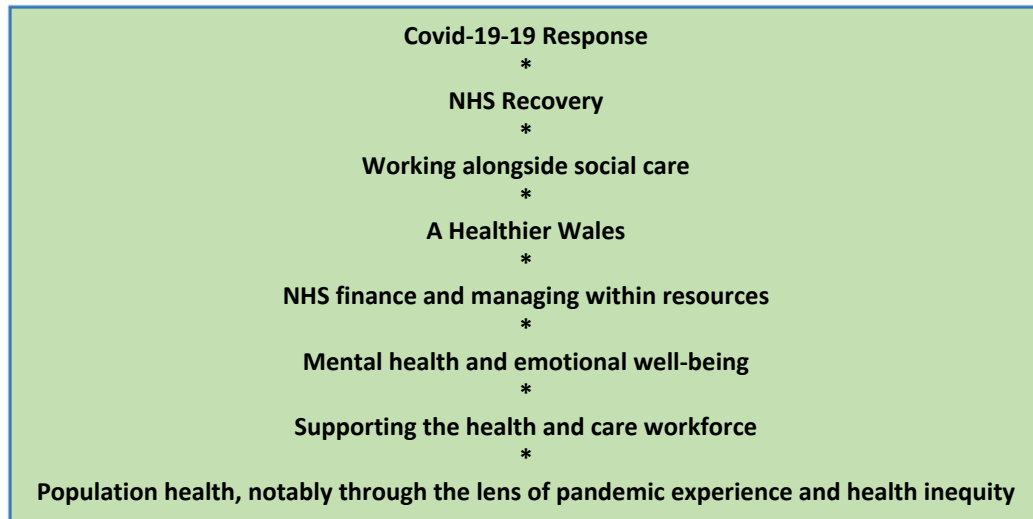 Covid-19-19 Response
*
NHS Recovery
*
Working alongside social care
*
A Healthier Wales
*
NHS finance and managing within resources
*
Mental health and emotional well-being
*
Supporting the health and care workforce
*
Population health, notably through the lens of pandemic experience and health inequity